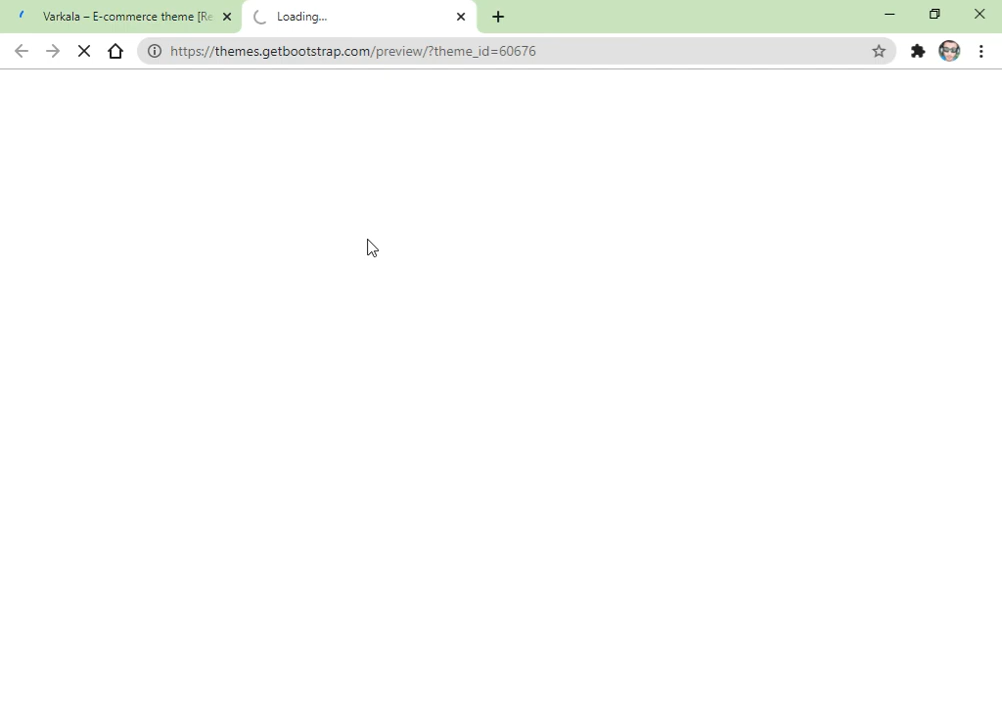 Varkala – E-commerce theme [Re
Loading...
https://themes.getbootstrap.com/preview/?theme_id=60676